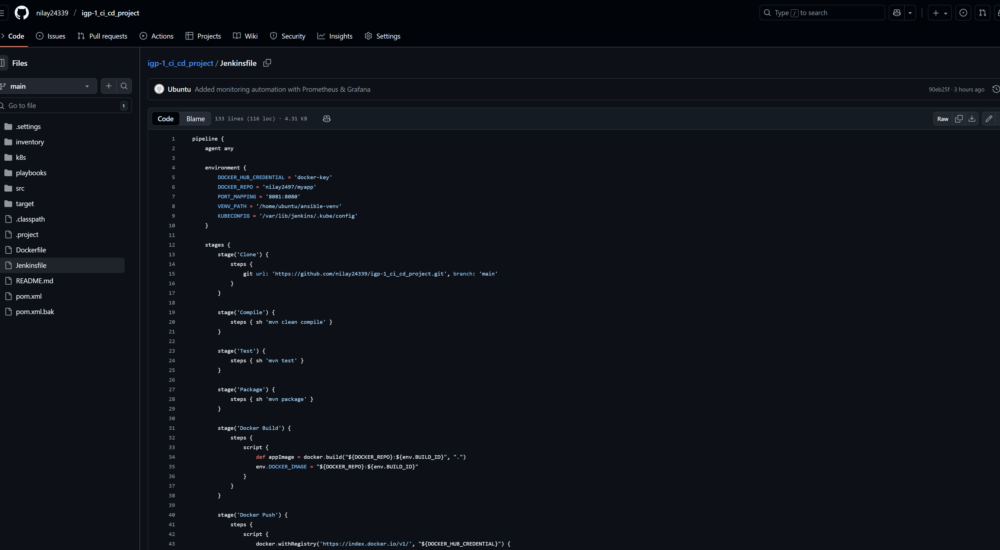 nilay24339 / igp-1_ci_cd_project
Type / to search
Code Issues Pull requests Actions Projects Wiki Security Insights Settings
Files
main
Go to file t
.settings
inventory
k8s
playbooks
src
target
.classpath
.project
Dockerfile
Jenkinsfile
README.md
pom.xml
pom.xml.bak
igp-1_ci_cd_project / Jenkinsfile
Ubuntu Added monitoring automation with Prometheus & Grafana
90eb25f · 3 hours ago
Code Blame 133 lines (116 loc) · 4.31 KB
Raw
1 pipeline {
2     agent any
3
4     environment {
5         DOCKER_HUB_CREDENTIAL = 'docker-key'
6         DOCKER_REPO = 'nilay2497/myapp'
7         PORT_MAPPING = '8081:8080'
8         VENV_PATH = '/home/ubuntu/ansible-venv'
9         KUBECONFIG = '/var/lib/jenkins/.kube/config'
10     }
11
12     stages {
13         stage('Clone') {
14             steps {
15                 git url: 'https://github.com/nilay24339/igp-1_ci_cd_project.git', branch: 'main'
16             }
17         }
18
19         stage('Compile') {
20             steps { sh 'mvn clean compile' }
21         }
22
23         stage('Test') {
24             steps { sh 'mvn test' }
25         }
26
27         stage('Package') {
28             steps { sh 'mvn package' }
29         }
30
31         stage('Docker Build') {
32             steps {
33                 script {
34                     def appImage = docker.build("${DOCKER_REPO}:${env.BUILD_ID}", ".")
35                     env.DOCKER_IMAGE = "${DOCKER_REPO}:${env.BUILD_ID}"
36                 }
37             }
38         }
39
40         stage('Docker Push') {
41             steps {
42                 script {
43                     docker.withRegistry('https://index.docker.io/v1/', "${DOCKER_HUB_CREDENTIAL}") {